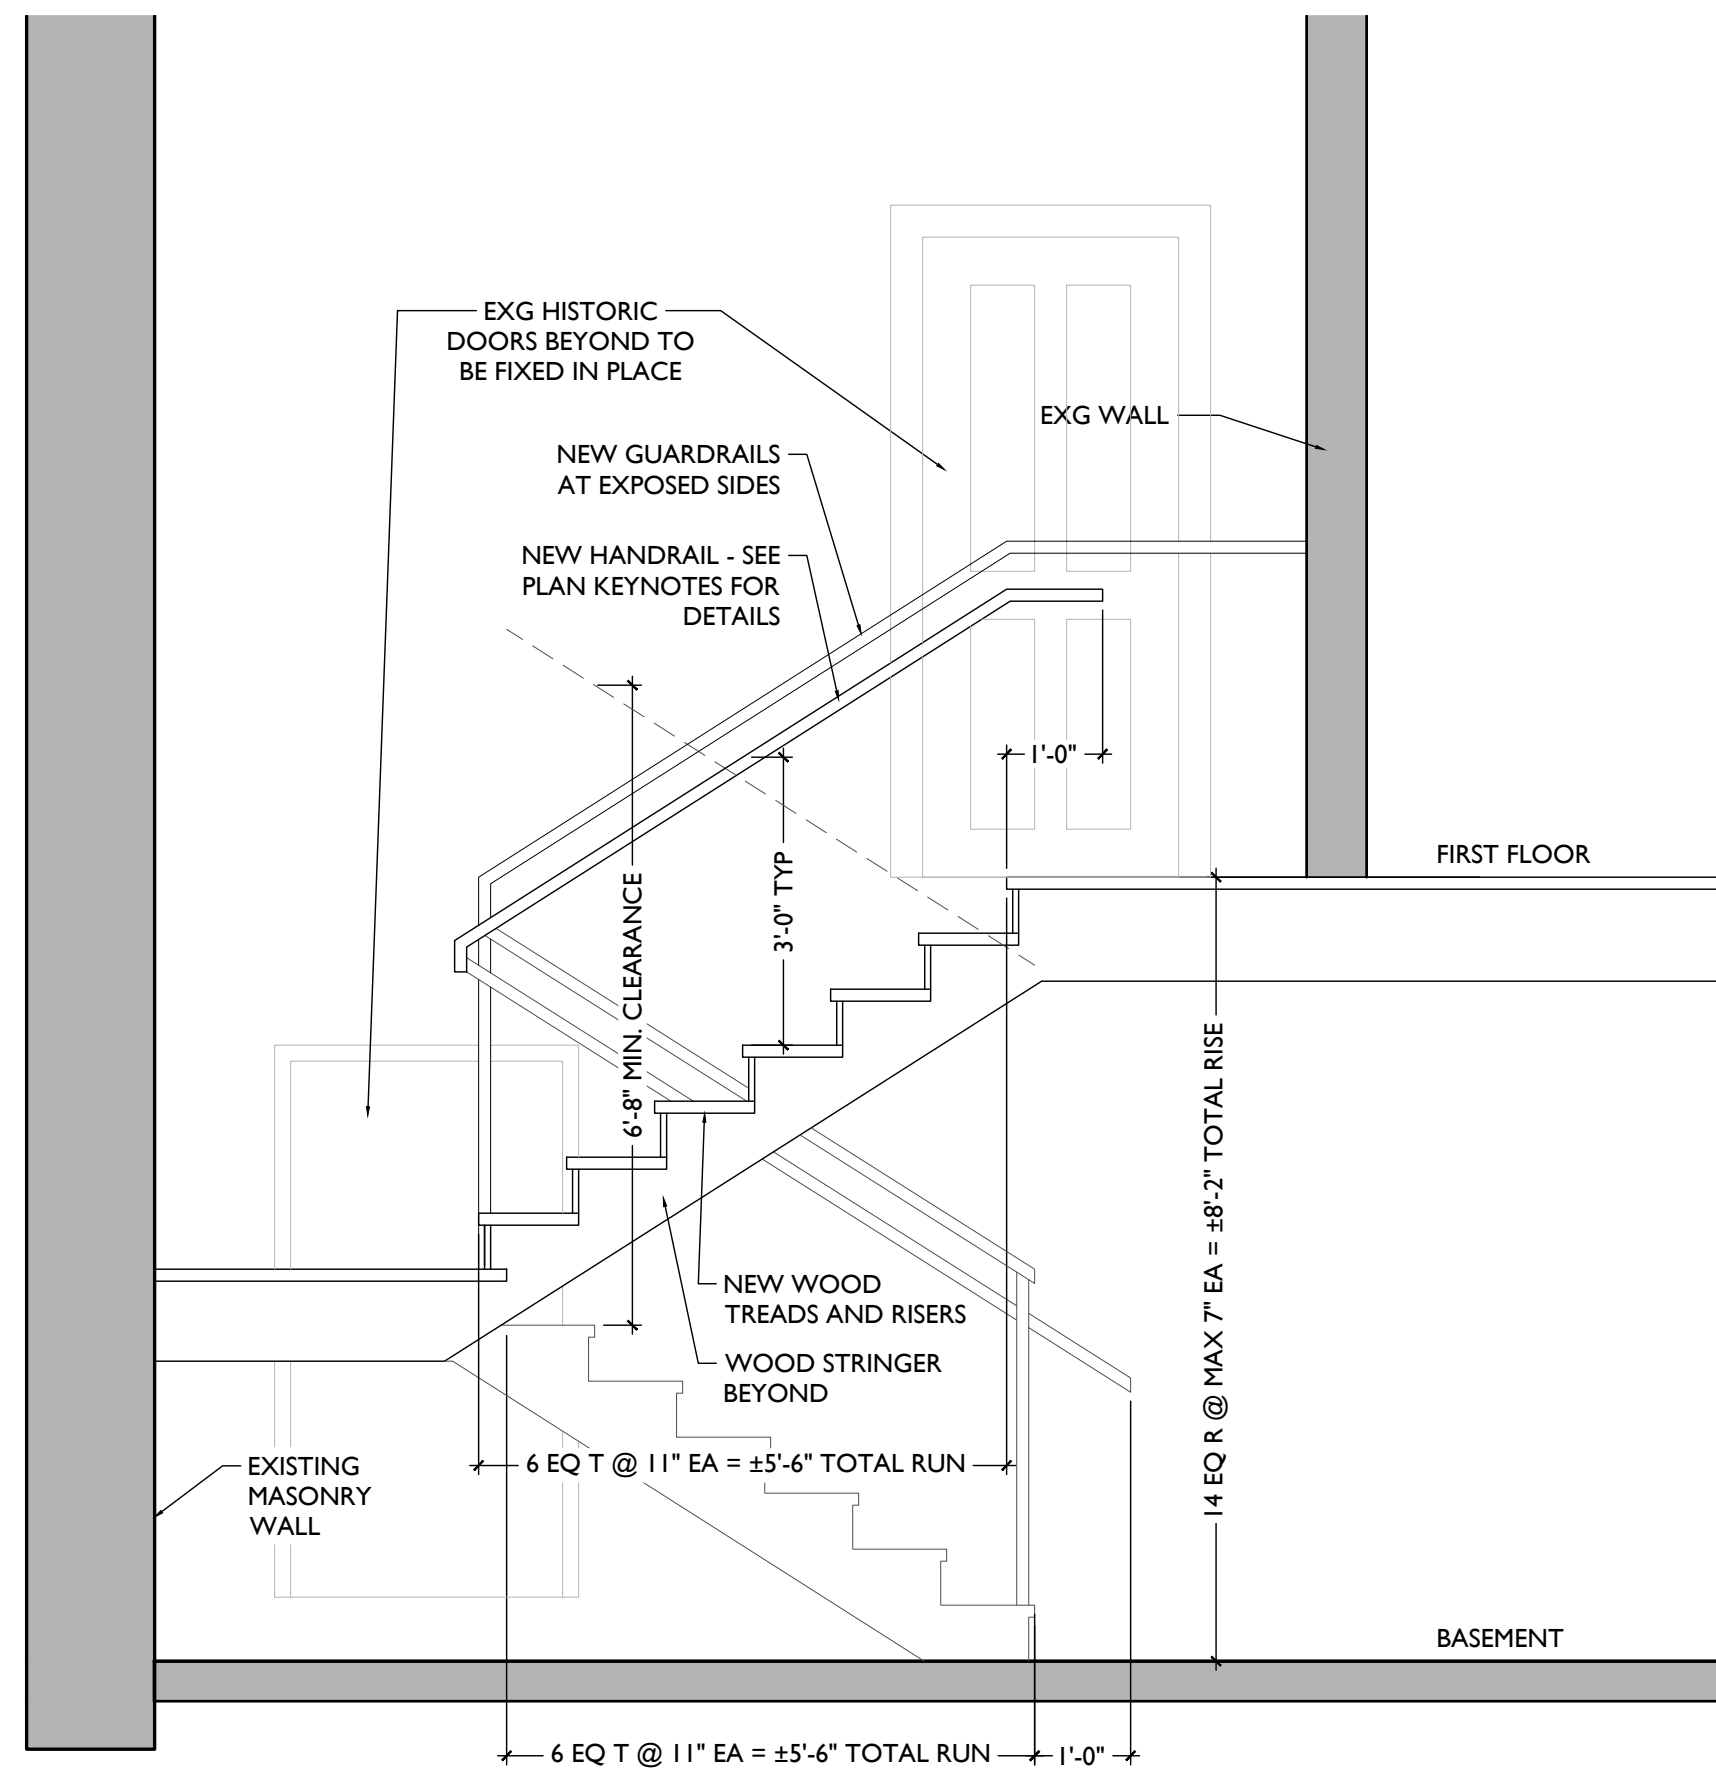 EXG HISTORIC
DOORS BEYOND TO
BE FIXED IN PLACE
EXG WALL
NEW GUARDRAILS
AT EXPOSED SIDES
NEW HANDRAIL - SEE
PLAN KEYNOTES FOR
DETAILS
1'-0"
3'-0" TYP
6'-8" MIN. CLEARANCE
FIRST FLOOR
14 EQ R @ MAX 7" EA = ±8'-2" TOTAL RISE
NEW WOOD
TREADS AND RISERS
WOOD STRINGER
BEYOND
6 EQ T @ 11" EA = ±5'-6" TOTAL RUN
EXISTING
MASONRY
WALL
BASEMENT
6 EQ T @ 11" EA = ±5'-6" TOTAL RUN
1'-0"